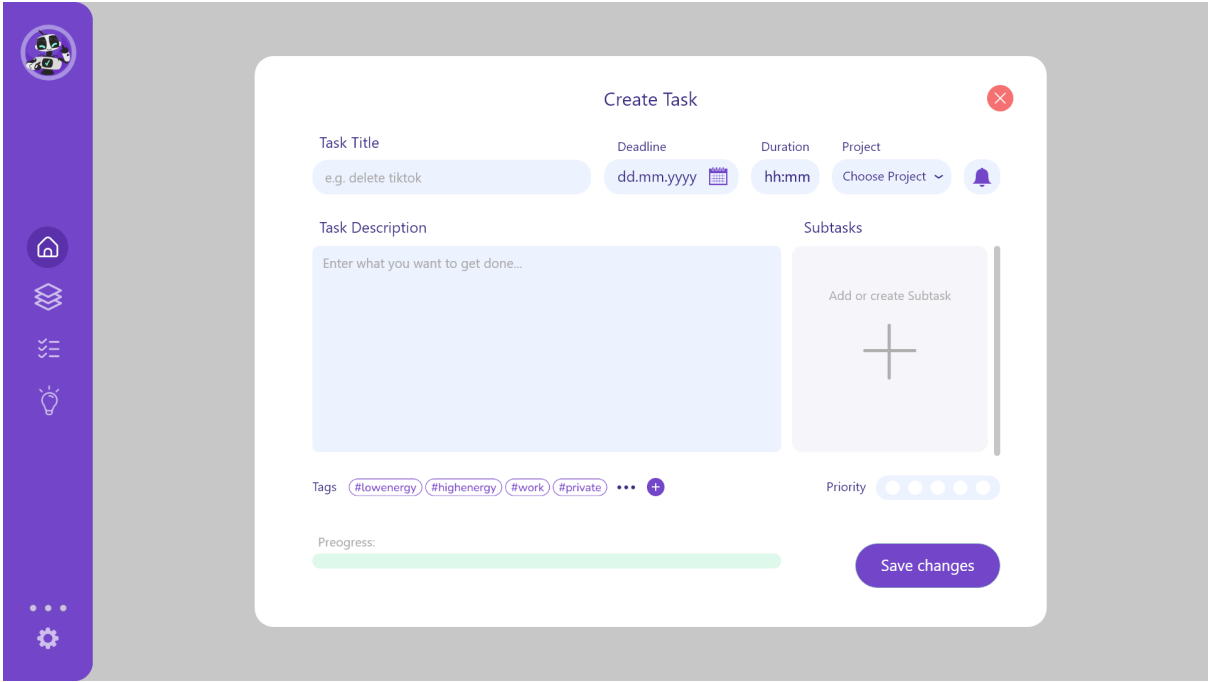 Create Task
Task Title
Deadline
Duration
Project
e.g. delete tiktok
dd.mm.yyyy
hh:mm
Choose Project
Task Description
Subtasks
Enter what you want to get done...
Add or create Subtask
Tags #lowenergy #highenergy #work #private ••• +
Priority
Preogress:
Save changes